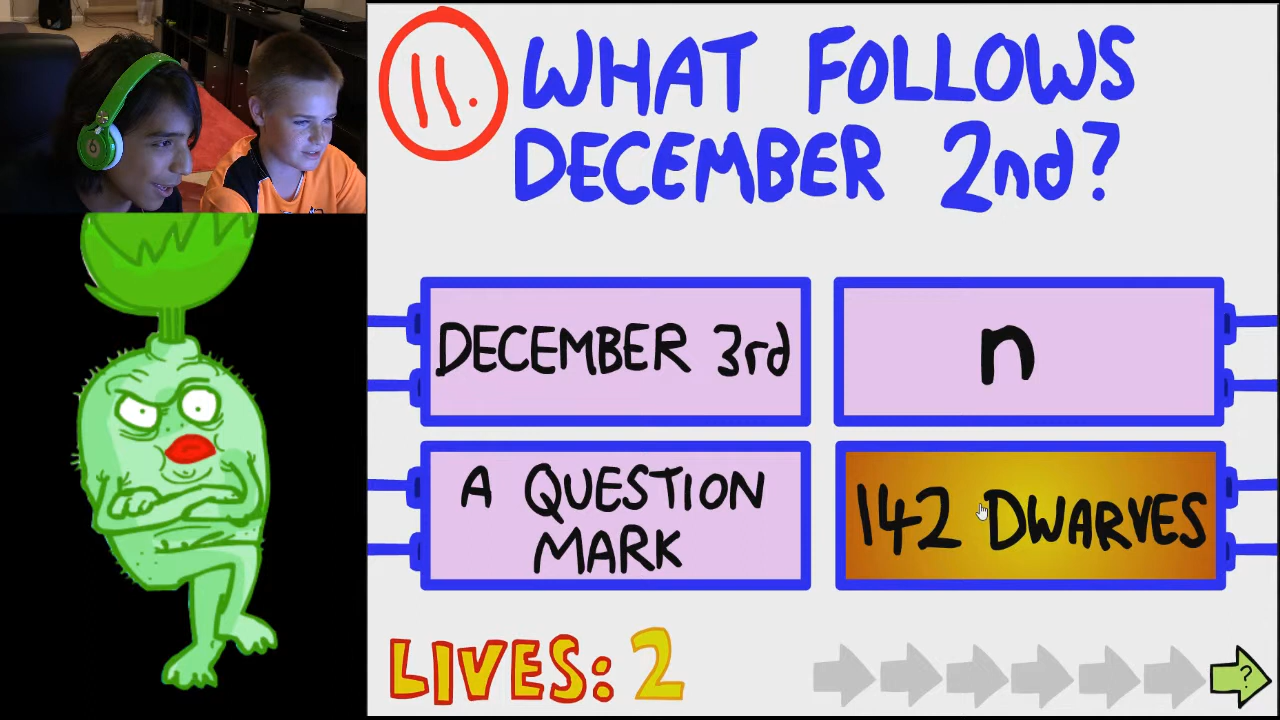 11.
WHAT FOLLOWS
DECEMBER 2nd?
DECEMBER 3rd
n
A QUESTION
MARK
142 DWARVES
LIVES: 2
?
b